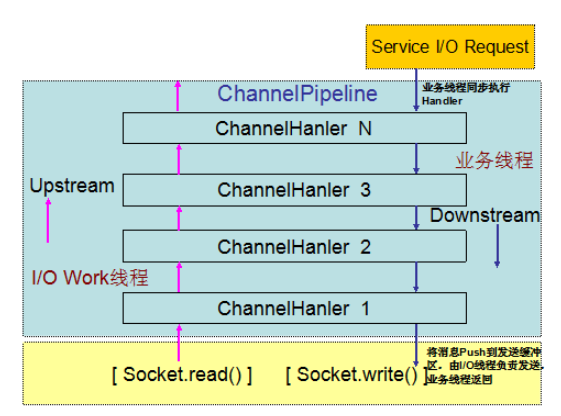 Service I/O Request
业务线程同步执行
Handler
ChannelPipeline
ChannelHanler N
业务线程
Upstream
ChannelHanler 3
Downstream
ChannelHanler 2
I/O Work线程
ChannelHanler 1
将消息Push到发送缓冲
区，由I/O线程负责发送，
业务线程返回
[ Socket.read() ]
[ Socket.write() ]